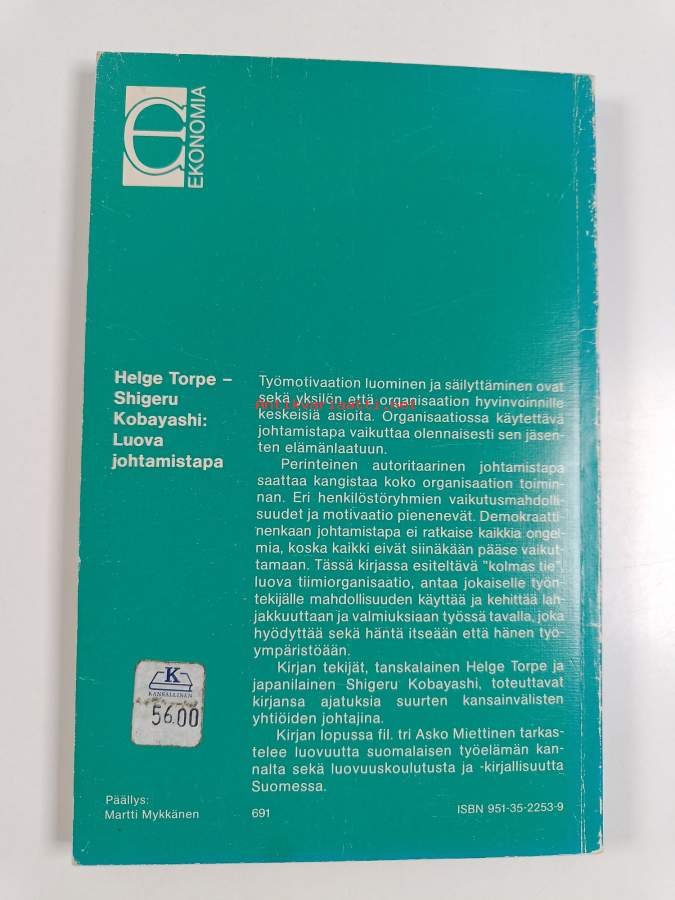 e
EKONOMIA
Helge Torpe –
Shigeru
Kobayashi:
Luova
johtamistapa
Työmotivaation luominen ja säilyttäminen ovat
sekä yksilön että organisaation hyvinvoinnille
keskeisiä asioita. Organisaatiossa käytettävä
johtamistapa vaikuttaa olennaisesti sen jäsen-
ten elämänlaatuun.
Perinteinen autoritaarinen johtamistapa
saattaa kangistaa koko organisaation toimin-
nan. Eri henkilöstöryhmien vaikutusmahdolli-
suudet ja motivaatio pienenevät. Demokraatti-
nenkaan johtamistapa ei ratkaise kaikkia ongel-
mia, koska kaikki eivät siinäkään pääse vaikut-
tamaan. Tässä kirjassa esiteltävä "kolmas tie",
luova tiimiorganisaatio, antaa jokaiselle työn-
tekijälle mahdollisuuden käyttää ja kehittää lah-
jakkuuttaan ja valmiuksiaan työssä tavalla, joka
hyödyttää sekä häntä itseään että hänen työ-
ympäristöään.
Kirjan tekijät, tanskalainen Helge Torpe ja
japanilainen Shigeru Kobayashi, toteuttavat
kirjansa ajatuksia suurten kansainvälisten
yhtiöiden johtajina.
Kirjan lopussa fil. tri Asko Miettinen tarkas-
telee luovuutta suomalaisen työelämän kan-
nalta sekä luovuuskoulutusta ja -kirjallisuutta
Suomessa.
Antikvariaatti.net
K
KANSALLINEN
56.00
Päällys:
Martti Mykkänen
691
ISBN 951-35-2253-9